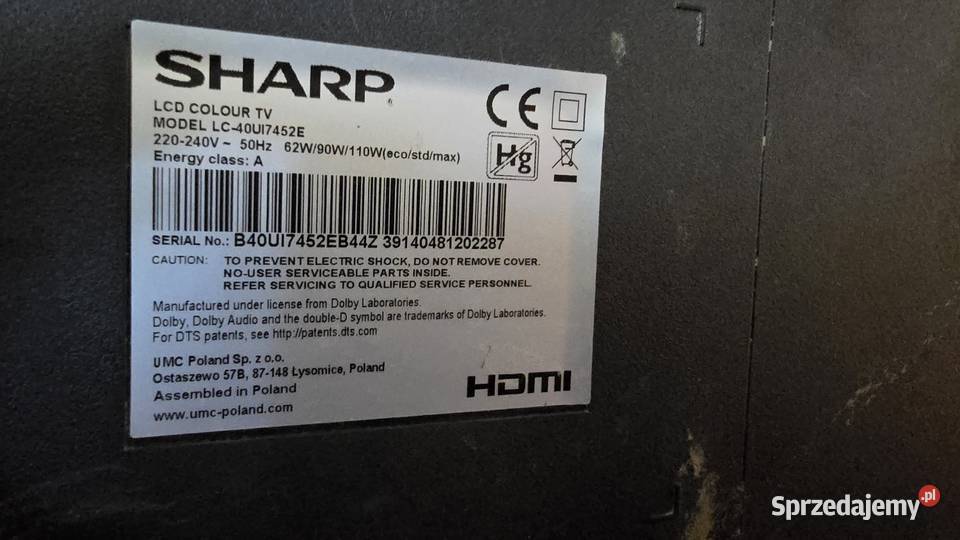 SHARP
LCD COLOUR TV
MODEL LC-40UI7452E
220-240V ~ 50Hz 62W/90W/110W(eco/std/max)
Energy class: A
CE
Hg
SERIAL No.: B40UI7452EB44Z 39140481202287
CAUTION: TO PREVENT ELECTRIC SHOCK, DO NOT REMOVE COVER.
NO-USER SERVICEABLE PARTS INSIDE.
REFER SERVICING TO QUALIFIED SERVICE PERSONNEL.
Manufactured under license from Dolby Laboratories.
Dolby, Dolby Audio and the double-D symbol are trademarks of Dolby Laboratories.
For DTS patents, see http://patents.dts.com
UMC Poland Sp. z o.o.
Ostaszewo 57B, 87-148 Łysomice, Poland
Assembled in Poland
www.umc-poland.com
HDMI
Sprzedajemy.pl